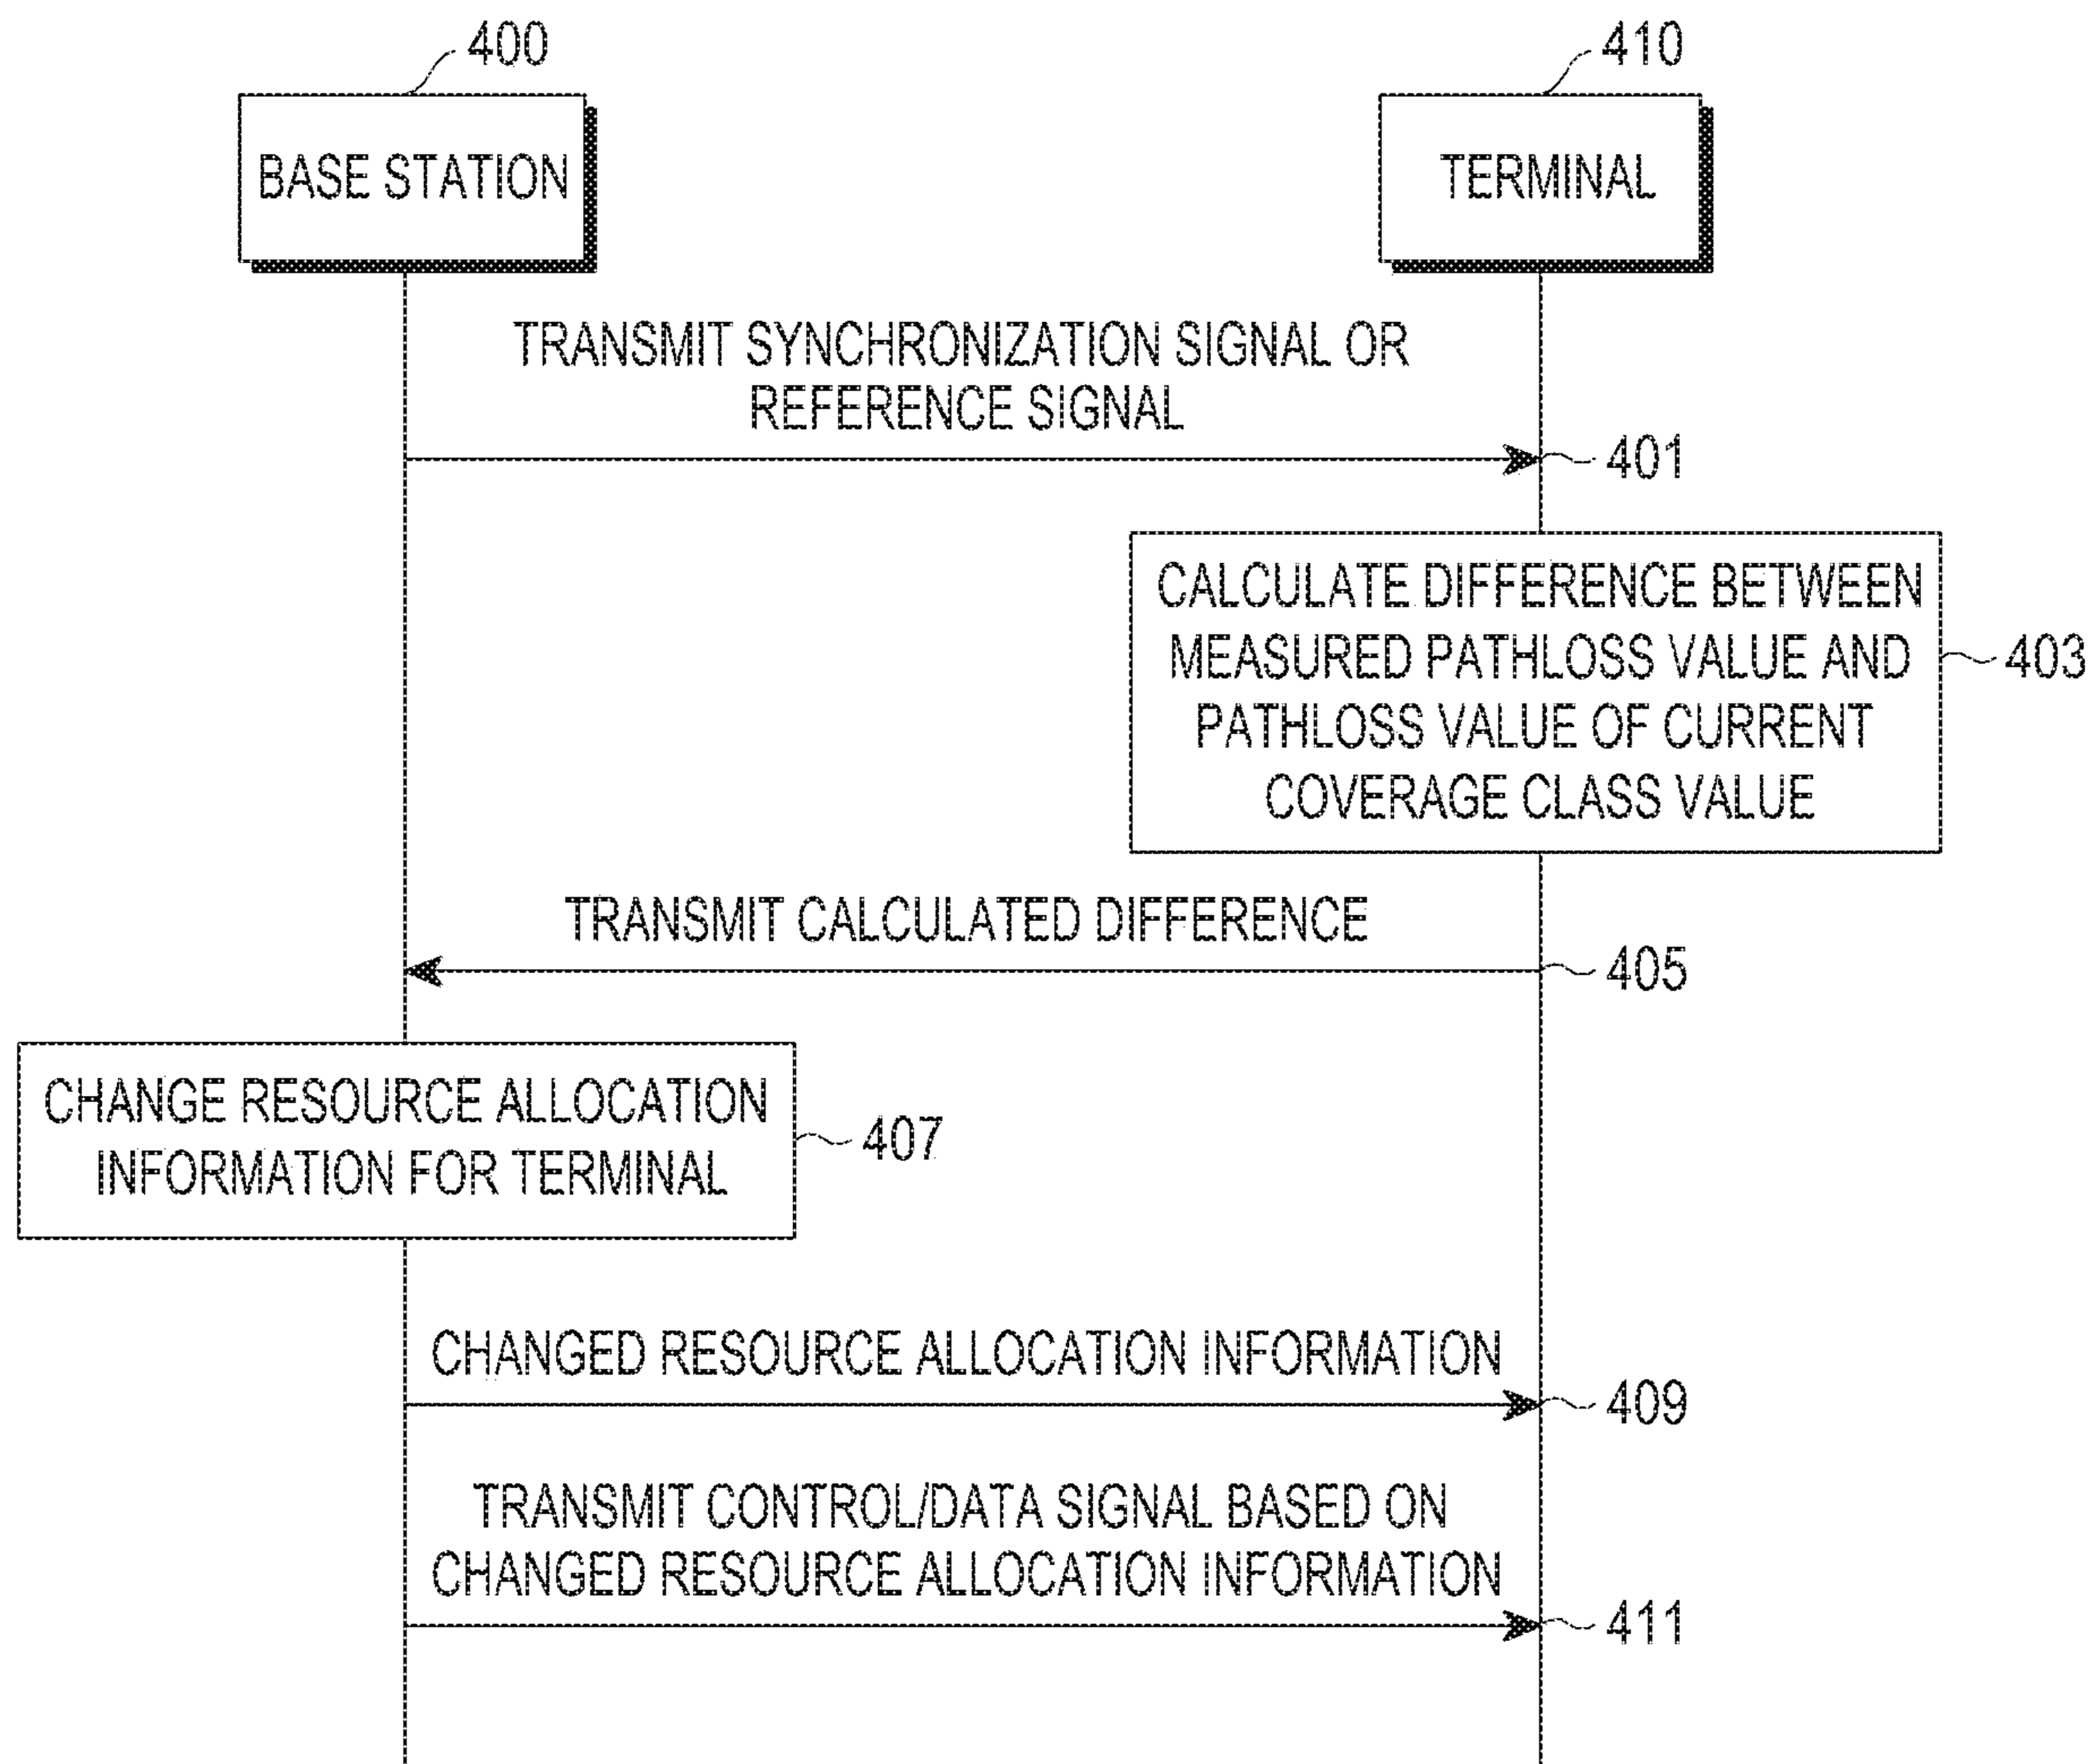 400
410
BASE STATION
TERMINAL
TRANSMIT SYNCHRONIZATION SIGNAL OR
REFERENCE SIGNAL
401
CALCULATE DIFFERENCE BETWEEN
MEASURED PATHLOSS VALUE AND
PATHLOSS VALUE OF CURRENT
COVERAGE CLASS VALUE
403
TRANSMIT CALCULATED DIFFERENCE
405
CHANGE RESOURCE ALLOCATION
INFORMATION FOR TERMINAL
407
CHANGED RESOURCE ALLOCATION INFORMATION
409
TRANSMIT CONTROL/DATA SIGNAL BASED ON
CHANGED RESOURCE ALLOCATION INFORMATION
411